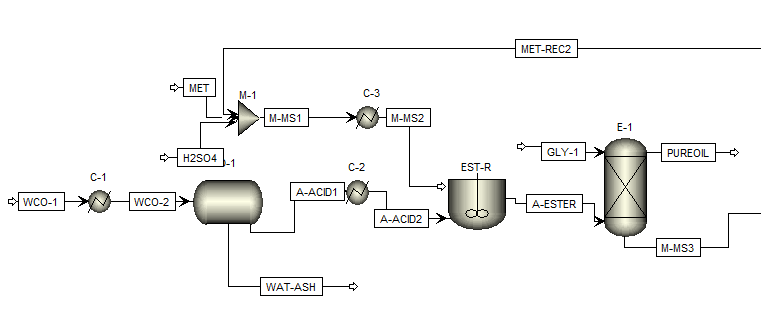 MET-REC2
MET
M-1
C-3
M-MS1
M-MS2
E-1
H2SO4
-1
GLY-1
PUREOIL
C-1
C-2
EST-R
WCO-1
WCO-2
A-ACID1
A-ACID2
A-ESTER
M-MS3
WAT-ASH